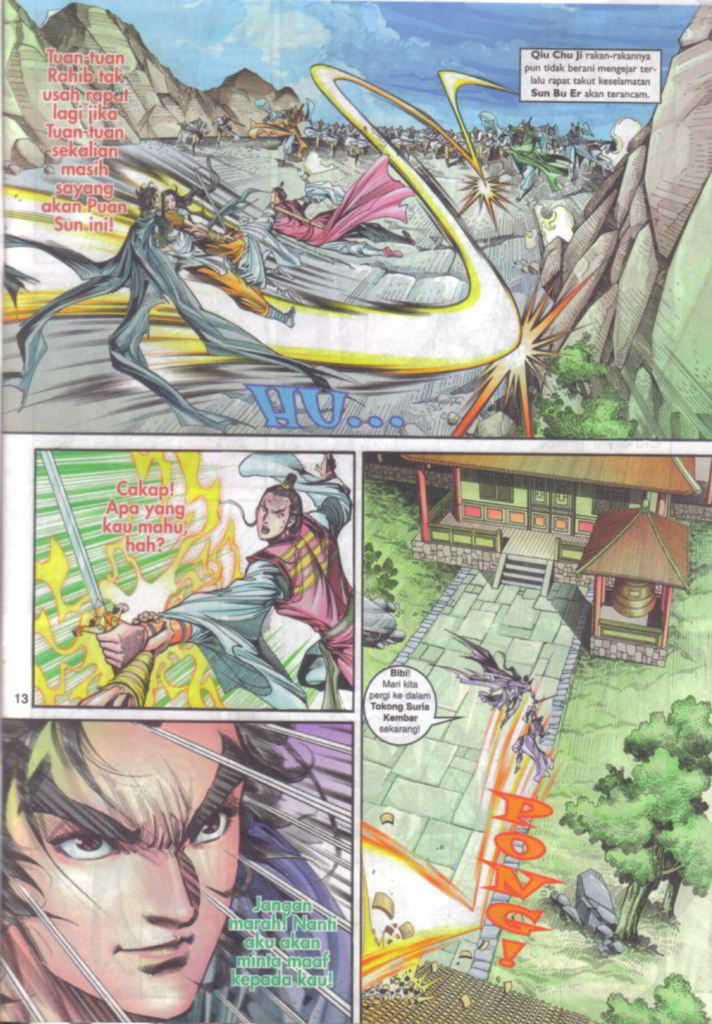 Tuan-tuan
Rahib tak
usah rapat
lagi jika
Tuan-tuan
sekalian
masih
sayang
akan Puan
Sun ini!
Qiu Chu Ji rakan-rakannya
pun tidak berani mengejar ter-
lalu rapat takut keselamatan
Sun Bu Er akan terancam.
HU...
Cakap!
Apa yang
kau mahu,
hah?
13
Bibi!
Mari kita
pergi ke dalam
Tokong Suria
Kembar
sekarang!
PONG!
Jangan
marah! Nanti
aku akan
minta maaf
kepada kau!